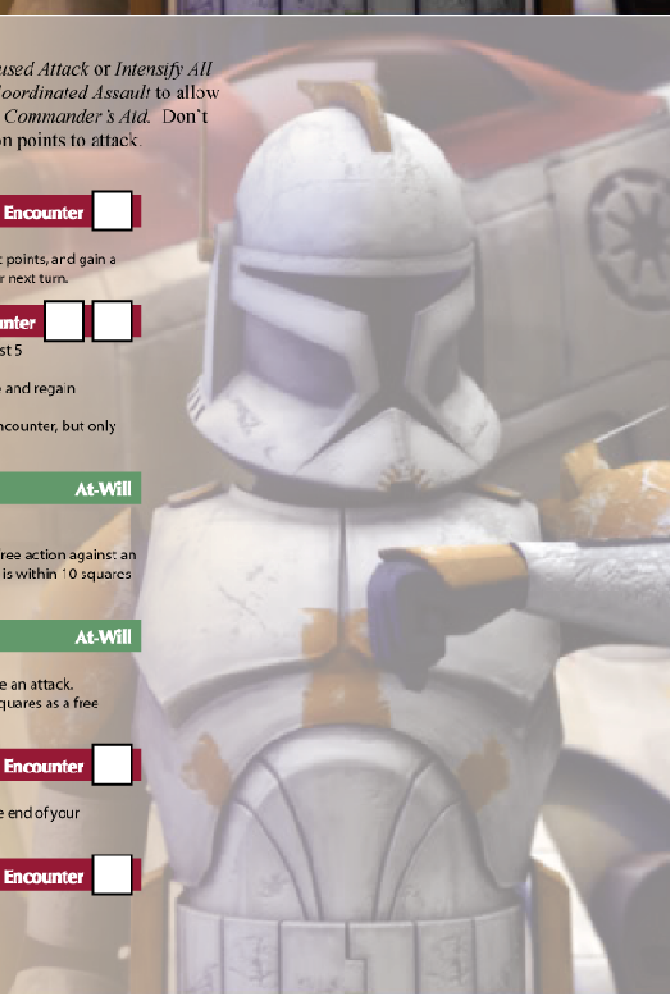 used Attack or Intensify All
Coordinated Assault to allow
Commander's Aid. Don't
on points to attack.
Encounter
points, and gain a
r next turn.
nter
st 5
and regain
ncounter, but only
At-Will
free action against an
is within 10 squares
At-Will
e an attack,
quares as a free
Encounter
e end of your
Encounter